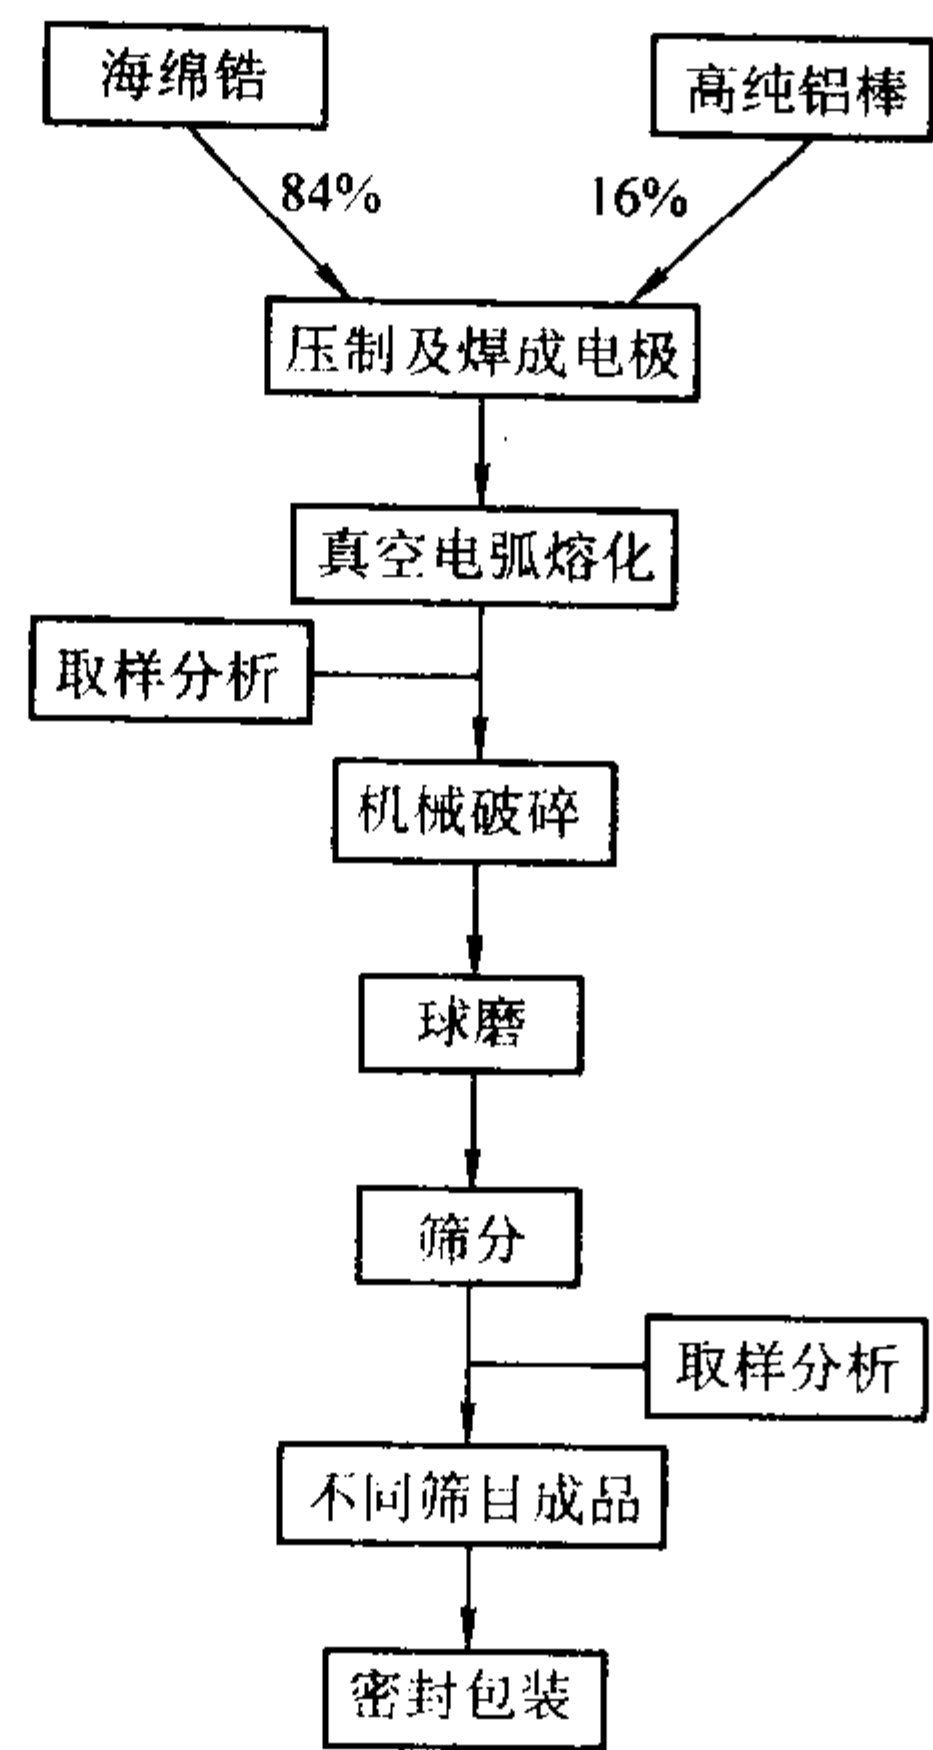 海绵锆
高纯铝棒
84%
16%
压制及焊成电极
真空电弧熔化
取样分析
机械破碎
球磨
筛分
取样分析
不同筛目成品
密封包装